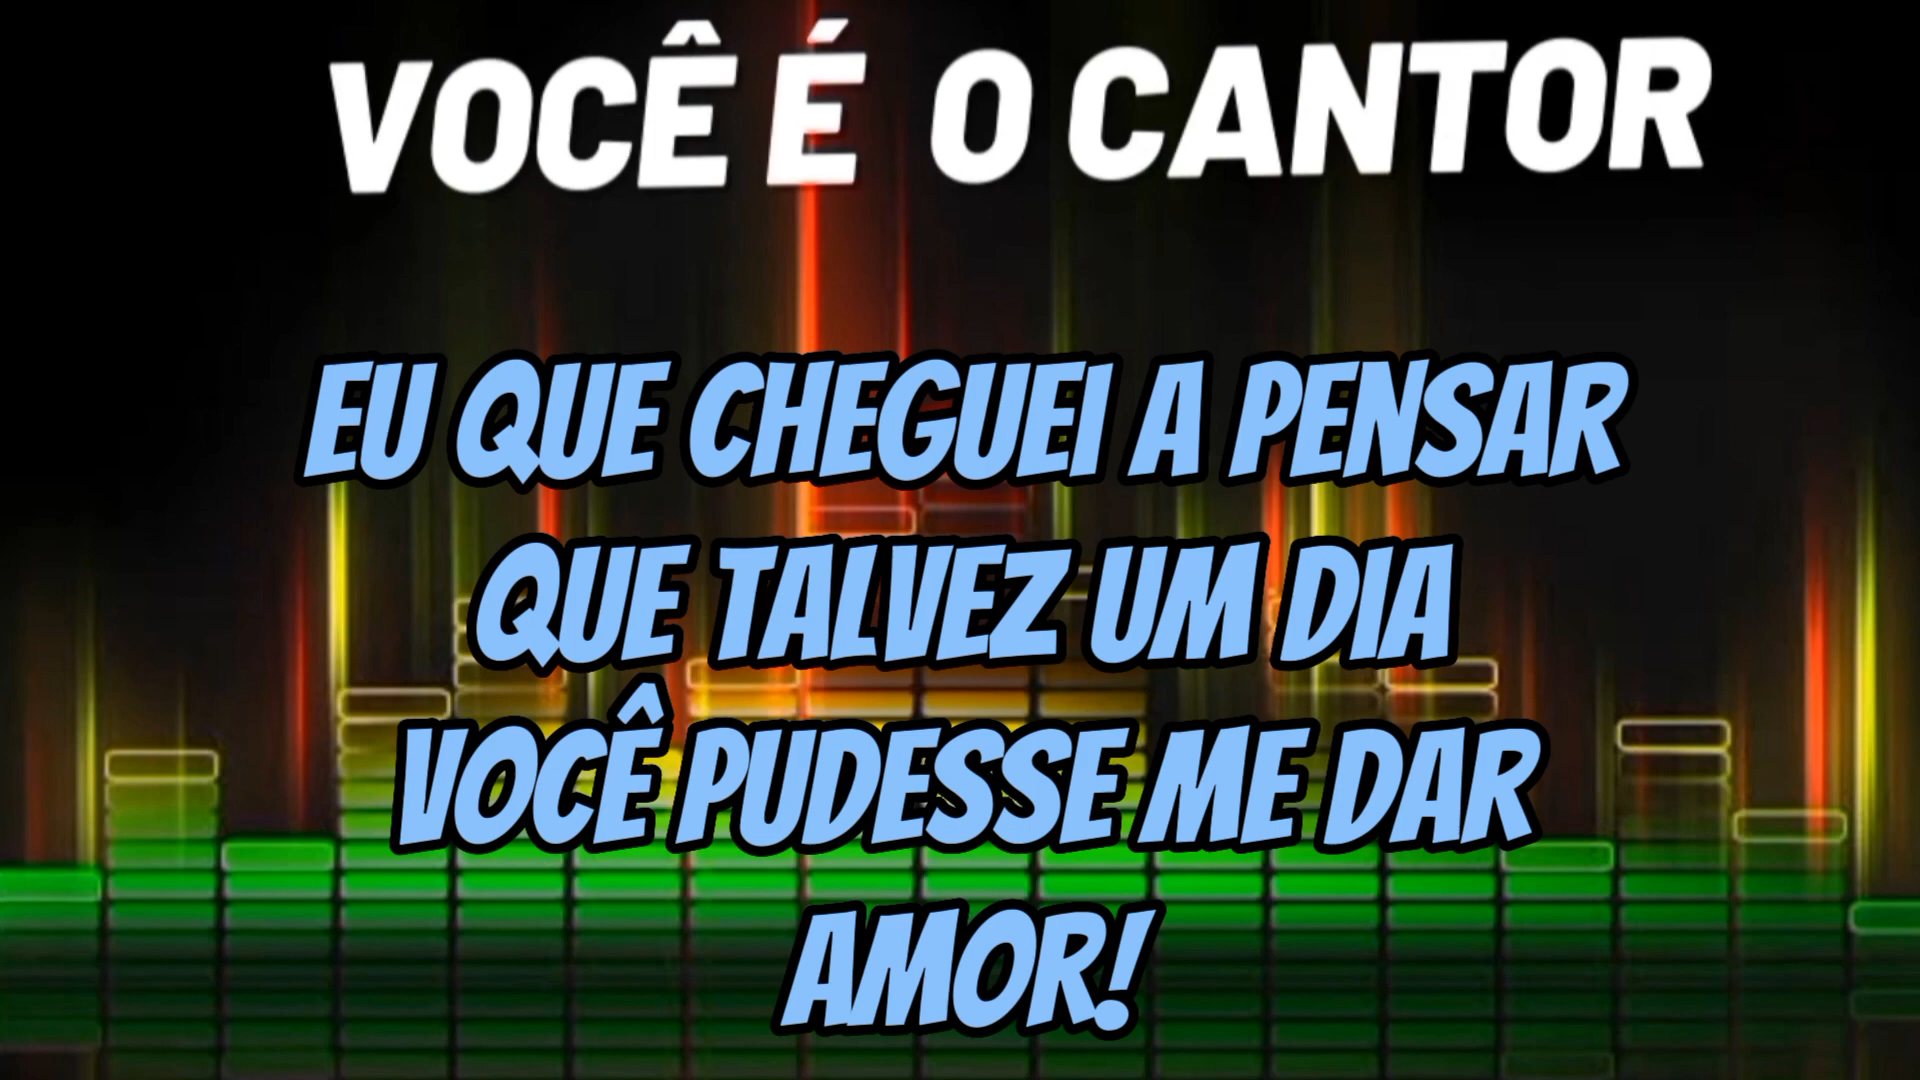 VOCÊ É O CANTOR
EU QUE CHEGUEI A PENSAR
QUE TALVEZ UM DIA
VOCÊ PUDESSE ME DAR
AMOR!